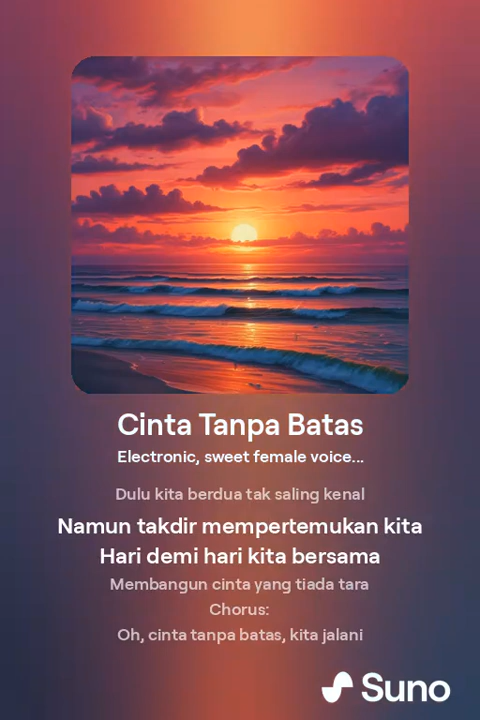 Cinta Tanpa Batas
Electronic, sweet female voice...
Dulu kita berdua tak saling kenal
Namun takdir mempertemukan kita
Hari demi hari kita bersama
Membangun cinta yang tiada tara
Chorus:
Oh, cinta tanpa batas, kita jalani
Suno